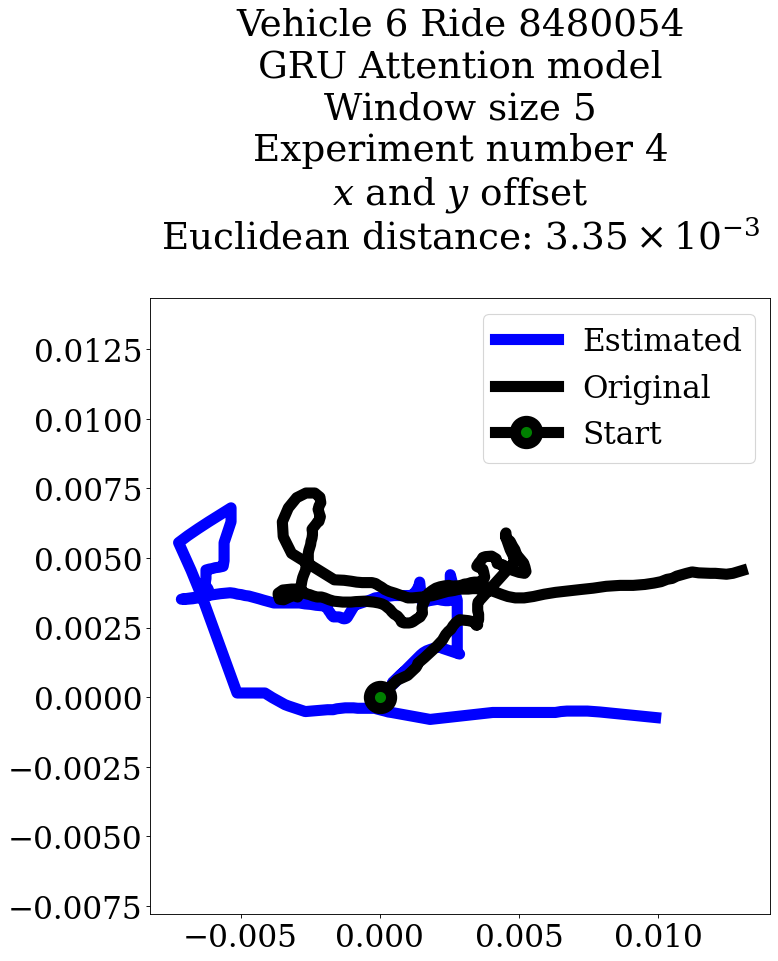 Vehicle 6 Ride 8480054
GRU Attention model
Window size 5
Experiment number 4
x and y offset
Euclidean distance: 3.35 × 10⁻³
Estimated
Original
Start
0.0125
0.0100
0.0075
0.0050
0.0025
0.0000
−0.0025
−0.0050
−0.0075
−0.005 0.000 0.005 0.010